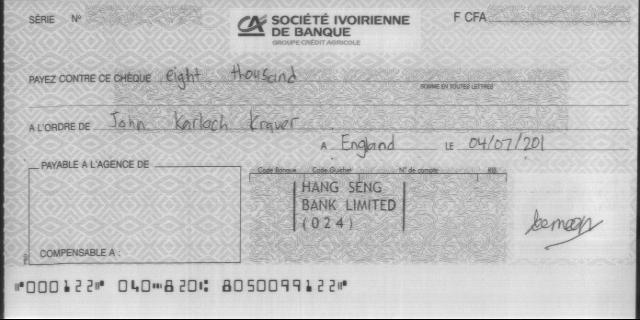 SÉRIE N° CA SOCIÉTÉ IVOIRIENNE F CFA
DE BANQUE
GROUPE CRÉDIT AGRICOLE
PAYEZ CONTRE CE CHÈQUE eight thousand
SOMME EN TOUTES LETTRES
A L'ORDRE DE John Karloch Kraver
A England LE 04/07/201
PAYABLE A L'AGENCE DE
Code Banque Code Guichet N° de compte RIB
HANG SENG
BANK LIMITED
(024)
COMPENSABLE A :
⑈000122⑈ 040⑉820⑆ 8050099122⑈